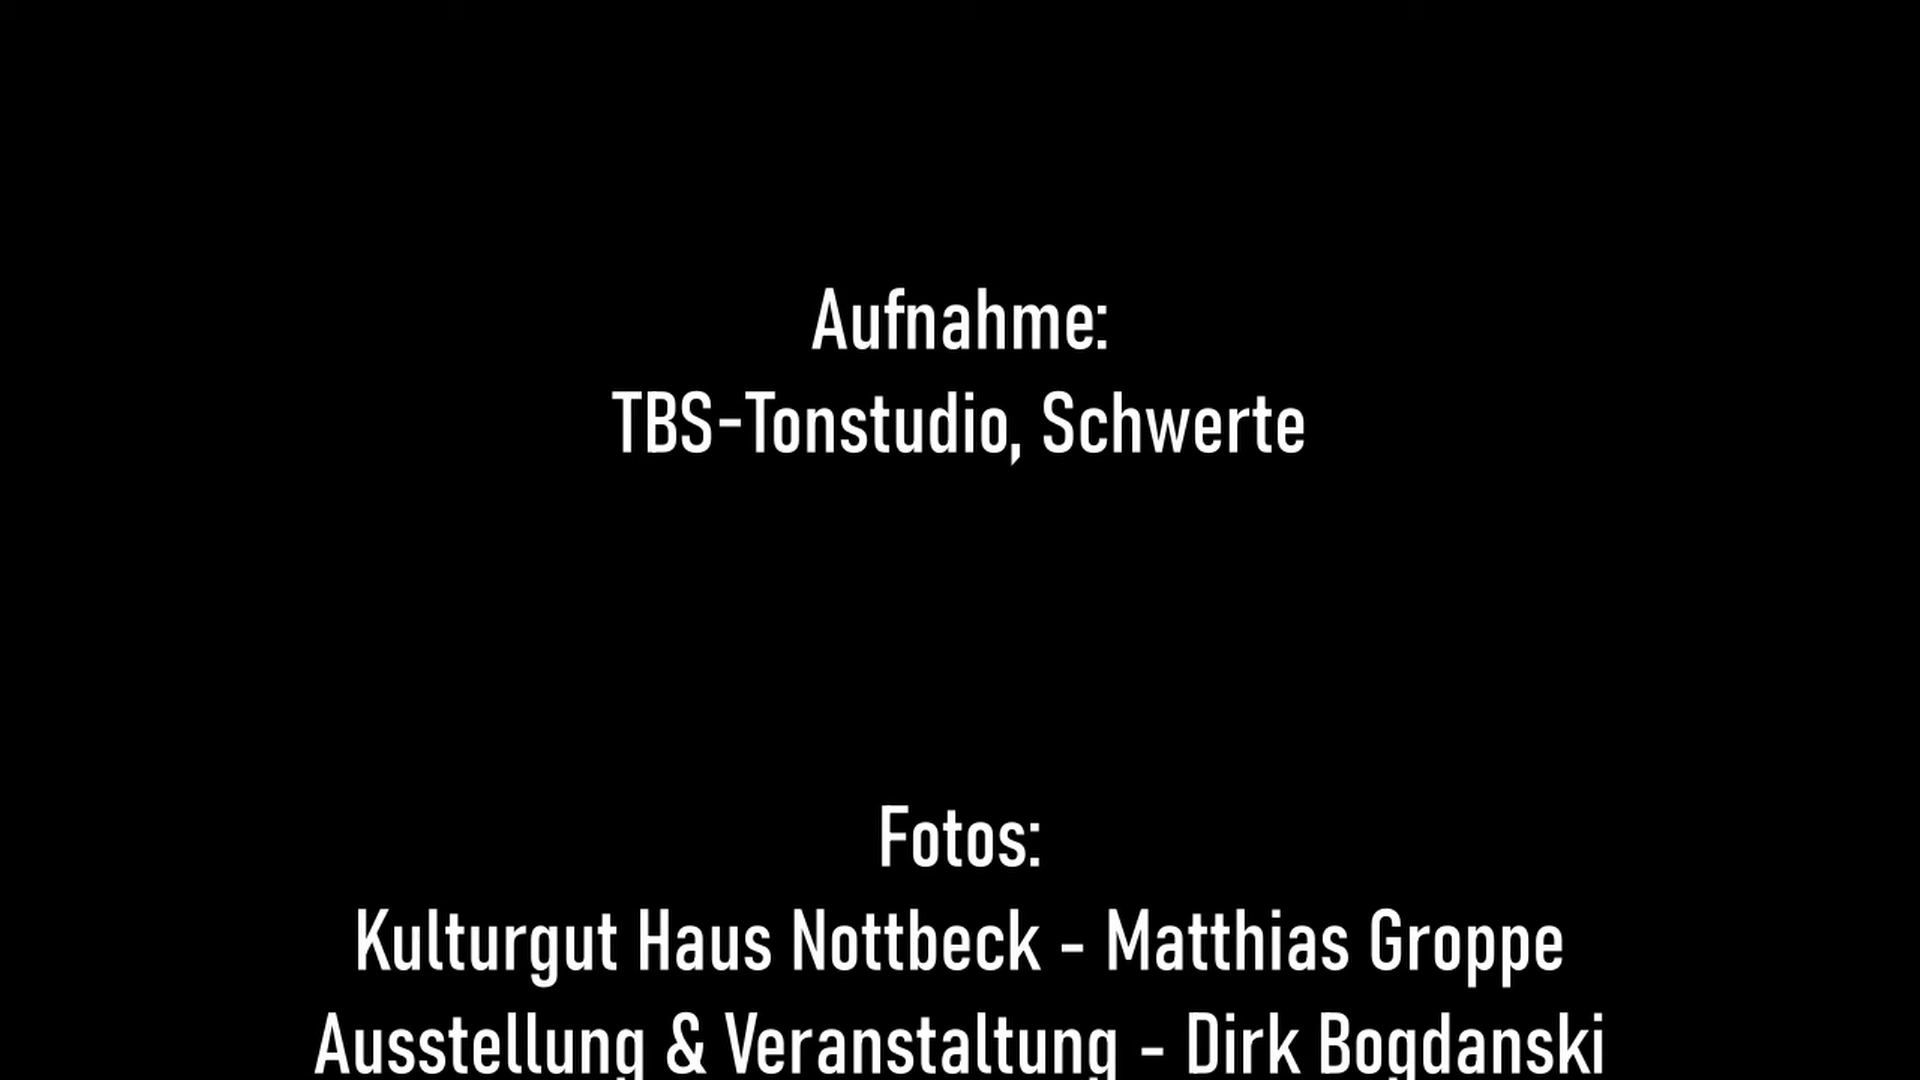 Aufnahme:
TBS-Tonstudio, Schwerte
Fotos:
Kulturgut Haus Nottbeck - Matthias Groppe
Ausstellung & Veranstaltung - Dirk Bogdanski